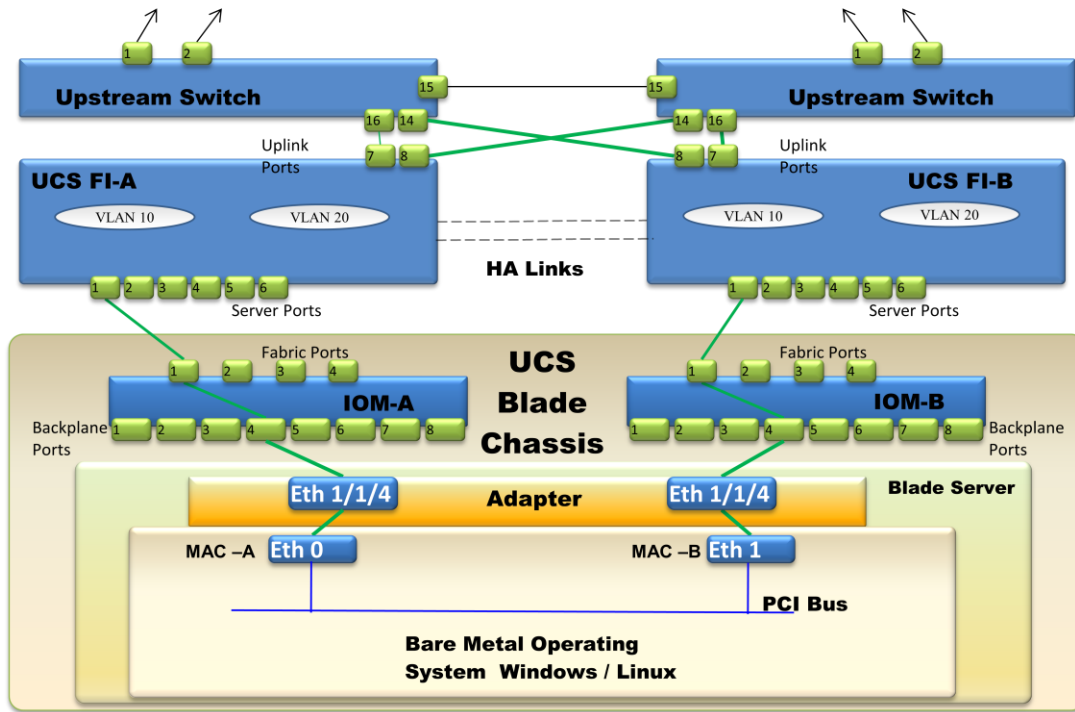 1 2
1 2
Upstream Switch
15
15
Upstream Switch
16 14
14 16
Uplink
Ports
7 8
8 7
Uplink
Ports
UCS FI-A
UCS FI-B
VLAN 10
VLAN 20
VLAN 10
VLAN 20
HA Links
1 2 3 4 5 6
Server Ports
1 2 3 4 5 6
Server Ports
Fabric Ports
1 2 3 4
Fabric Ports
1 2 3 4
UCS
Blade
Chassis
IOM-A
IOM-B
Backplane
Ports
1 2 3 4 5 6 7 8
1 2 3 4 5 6 7 8
Backplane
Ports
Eth 1/1/4
Adapter
Eth 1/1/4
Blade Server
MAC –A
Eth 0
MAC –B
Eth 1
PCI Bus
Bare Metal Operating
System Windows / Linux